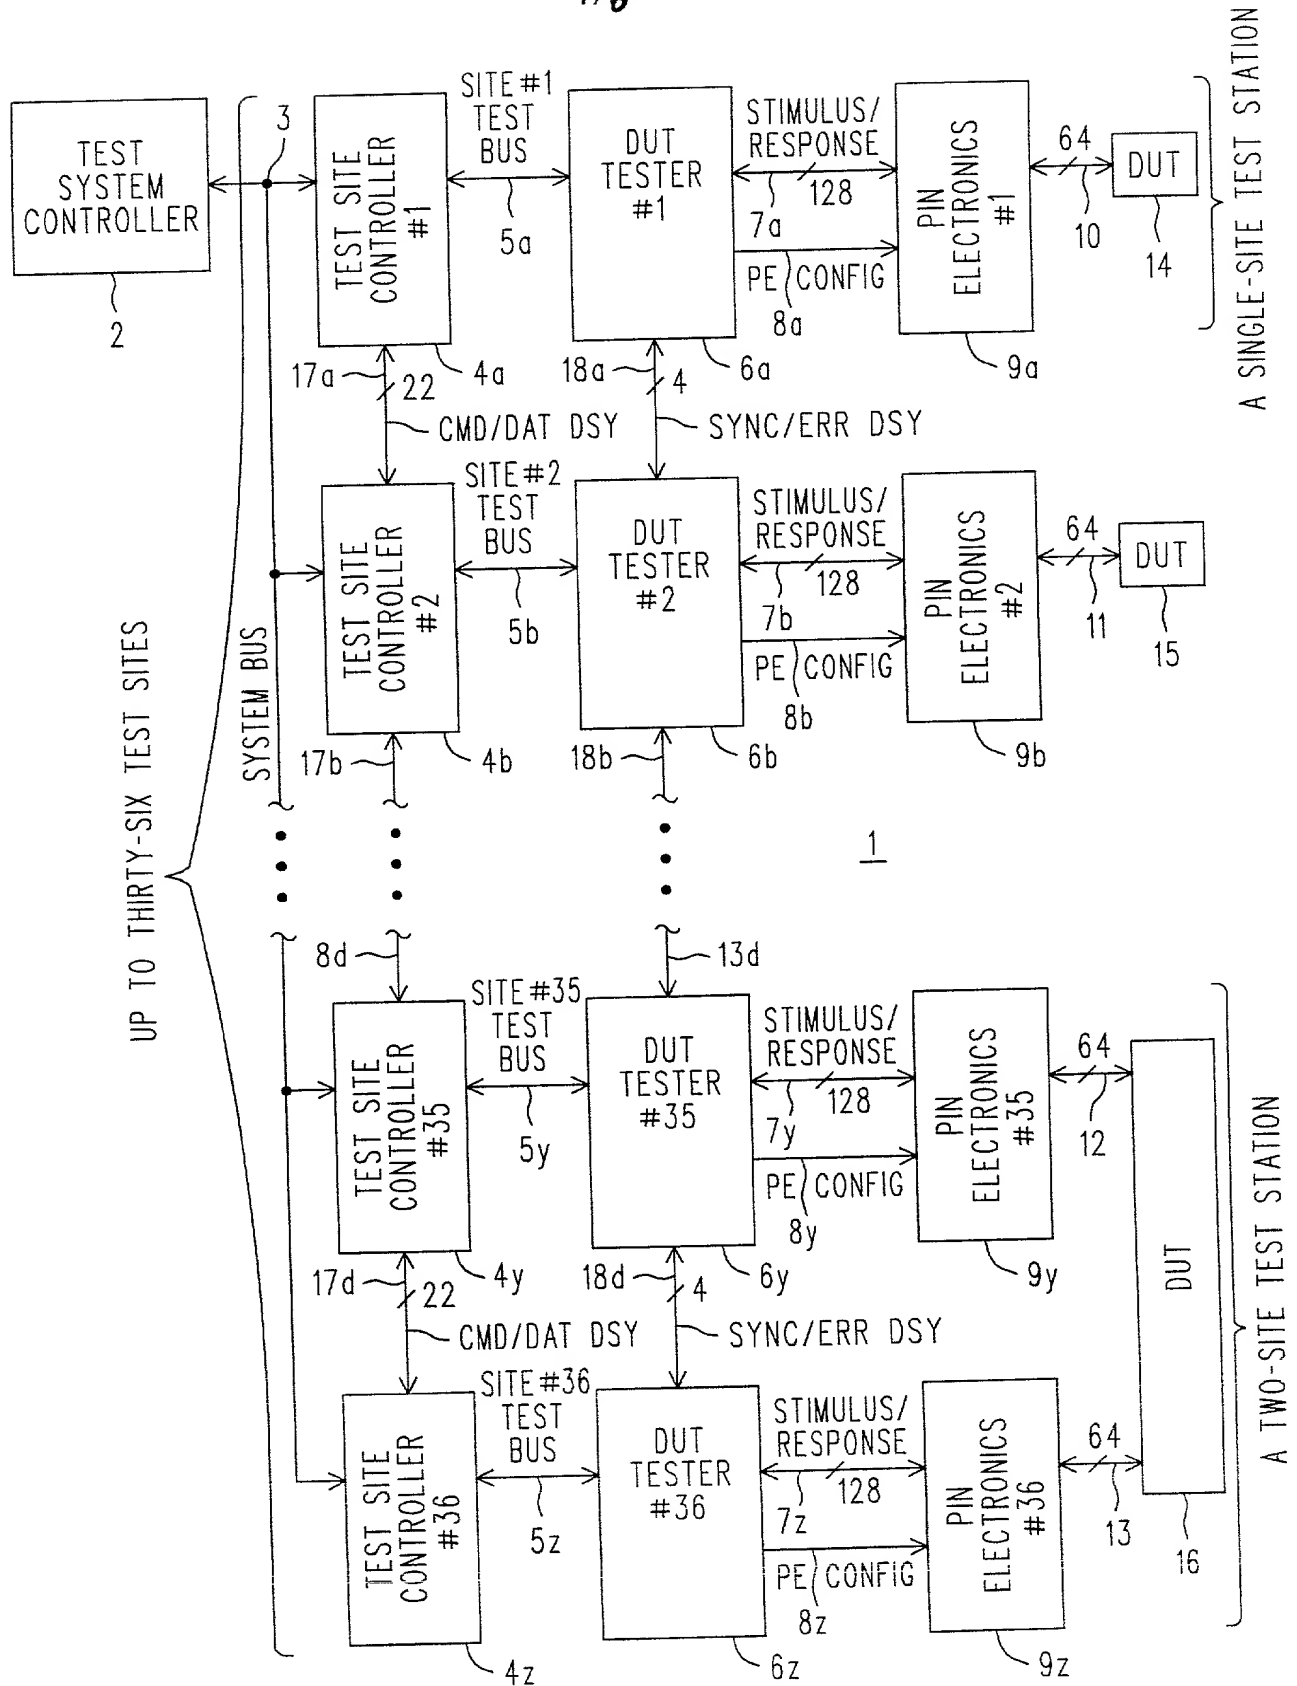 TEST
SYSTEM
CONTROLLER
2
3
TEST SITE
CONTROLLER
#1
4a
SITE #1
TEST
BUS
5a
DUT
TESTER
#1
6a
STIMULUS/
RESPONSE
7a
128
PE CONFIG
8a
PIN
ELECTRONICS
#1
9a
64
10
DUT
14
A SINGLE-SITE TEST STATION
17a
22
CMD/DAT DSY
18a
4
SYNC/ERR DSY
TEST SITE
CONTROLLER
#2
4b
SITE #2
TEST
BUS
5b
DUT
TESTER
#2
6b
STIMULUS/
RESPONSE
7b
128
PE CONFIG
8b
PIN
ELECTRONICS
#2
9b
64
11
DUT
15
UP TO THIRTY-SIX TEST SITES
SYSTEM BUS
17b
18b
1
8d
13d
TEST SITE
CONTROLLER
#35
4y
SITE #35
TEST
BUS
5y
DUT
TESTER
#35
6y
STIMULUS/
RESPONSE
7y
128
PE CONFIG
8y
PIN
ELECTRONICS
#35
9y
64
12
DUT
16
A TWO-SITE TEST STATION
17d
22
CMD/DAT DSY
18d
4
SYNC/ERR DSY
TEST SITE
CONTROLLER
#36
4z
SITE #36
TEST
BUS
5z
DUT
TESTER
#36
6z
STIMULUS/
RESPONSE
7z
128
PE CONFIG
8z
PIN
ELECTRONICS
#36
9z
64
13